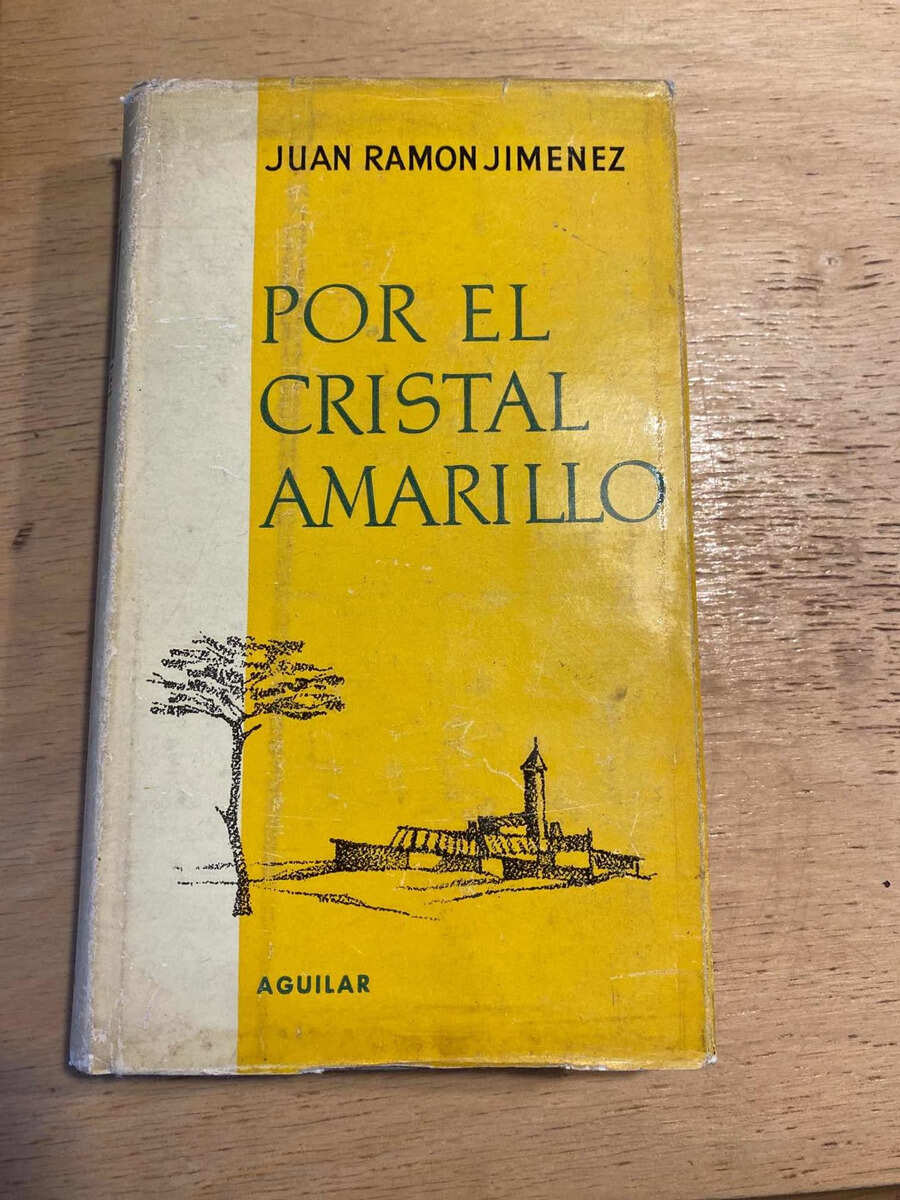 JUAN RAMON JIMENEZ
POR EL
CRISTAL
AMARILLO
AGUILAR